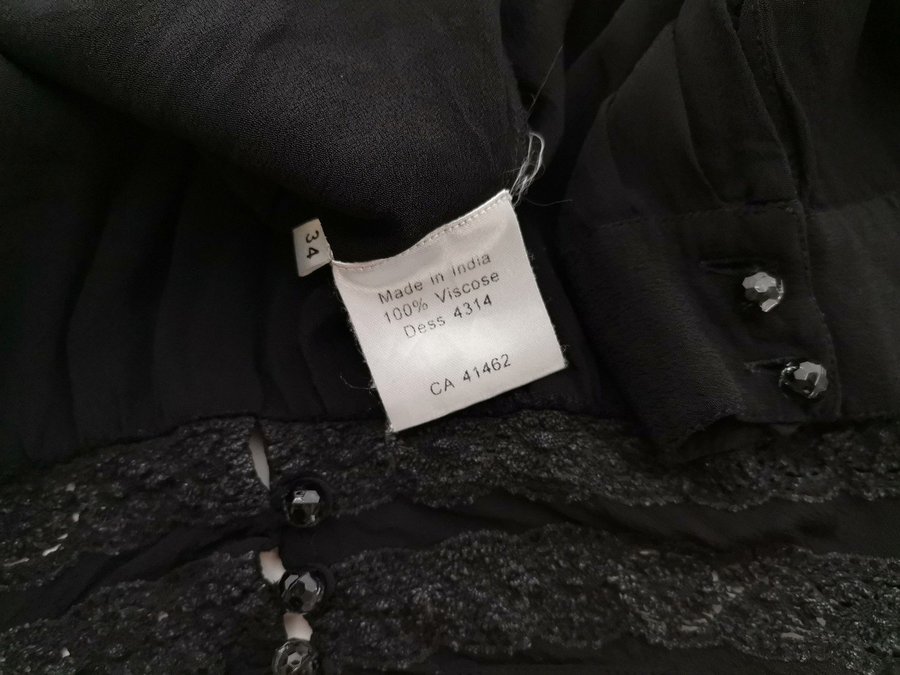 34
Made in India
100% Viscose
Dess 4314
CA 41462